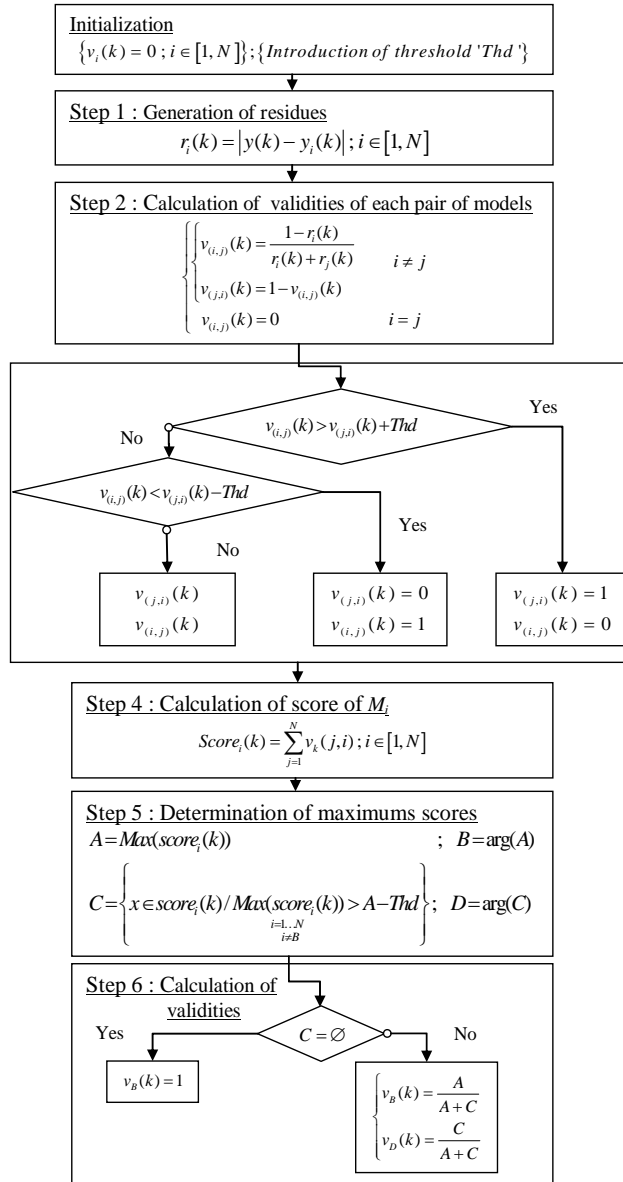 Initialization
{v_i(k) = 0 ; i ∈ [1, N]} ; {Introduction of threshold 'Thd '}
Step 1 : Generation of residues
r_i(k) = |y(k) − y_i(k)| ; i ∈ [1, N]
Step 2 : Calculation of validities of each pair of models
v_(i,j)(k) = (1 − r_i(k)) / (r_i(k) + r_j(k)) i ≠ j
v_(j,i)(k) = 1 − v_(i,j)(k)
v_(i,j)(k) = 0 i = j
v_(i,j)(k) > v_(j,i)(k) + Thd
Yes
No
v_(i,j)(k) < v_(j,i)(k) − Thd
Yes
No
v_(j,i)(k)
v_(i,j)(k)
v_(j,i)(k) = 0
v_(i,j)(k) = 1
v_(j,i)(k) = 1
v_(i,j)(k) = 0
Step 4 : Calculation of score of M_i
Score_i(k) = ∑_{j=1}^{N} v_k(j,i) ; i ∈ [1, N]
Step 5 : Determination of maximums scores
A = Max(score_i(k)) ; B = arg(A)
C = {x ∈ score_i(k) / Max(score_i(k)) > A − Thd} ; D = arg(C)
i=1...N
i≠B
Step 6 : Calculation of
validities
Yes
C = ∅
No
v_B(k) = 1
v_B(k) = A / (A + C)
v_D(k) = C / (A + C)